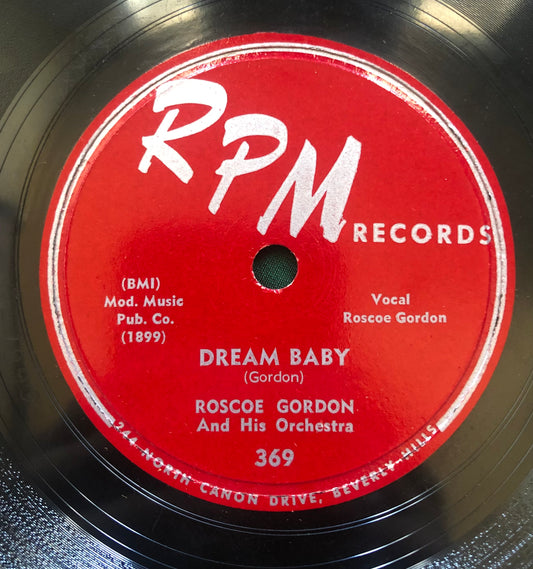 RPM
RECORDS
(BMI)
Mod. Music
Pub. Co.
(1899)
Vocal
Roscoe Gordon
DREAM BABY
(Gordon)
ROSCOE GORDON
And His Orchestra
369
244 NORTH CANON DRIVE, BEVERLY HILLS